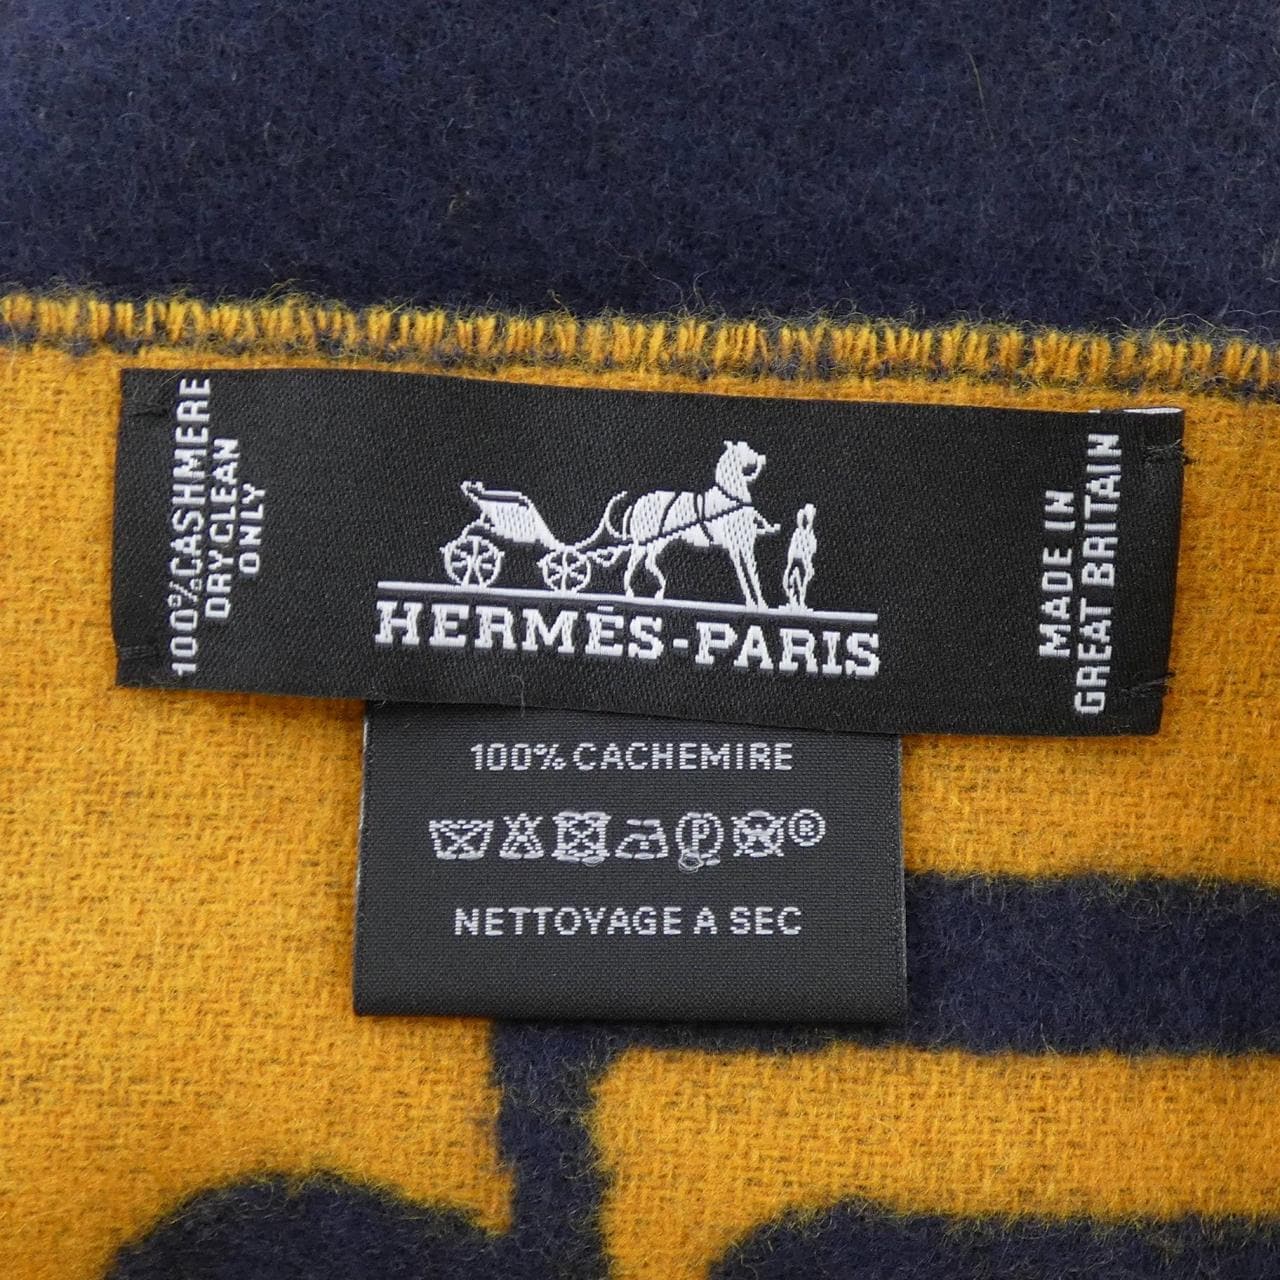 100% CASHMERE
DRY CLEAN
ONLY
HERMÈS-PARIS
MADE IN
GREAT BRITAIN
100% CACHEMIRE
P ®
NETTOYAGE A SEC